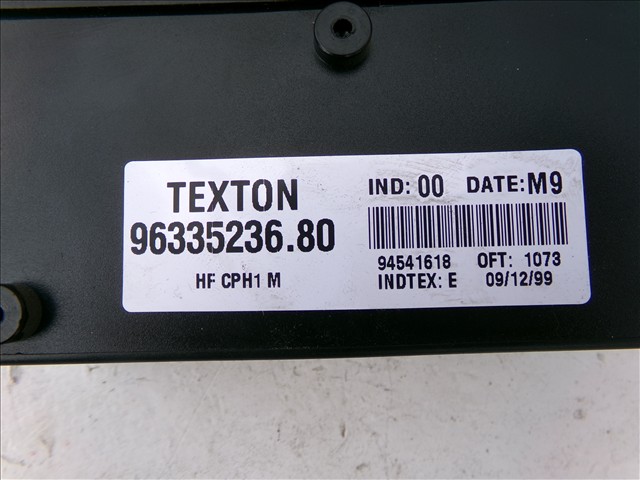 TEXTON
96335236.80
HF CPH1 M
IND: 00 DATE: M9
94541618 OFT: 1073
INDTEX: E 09/12/99